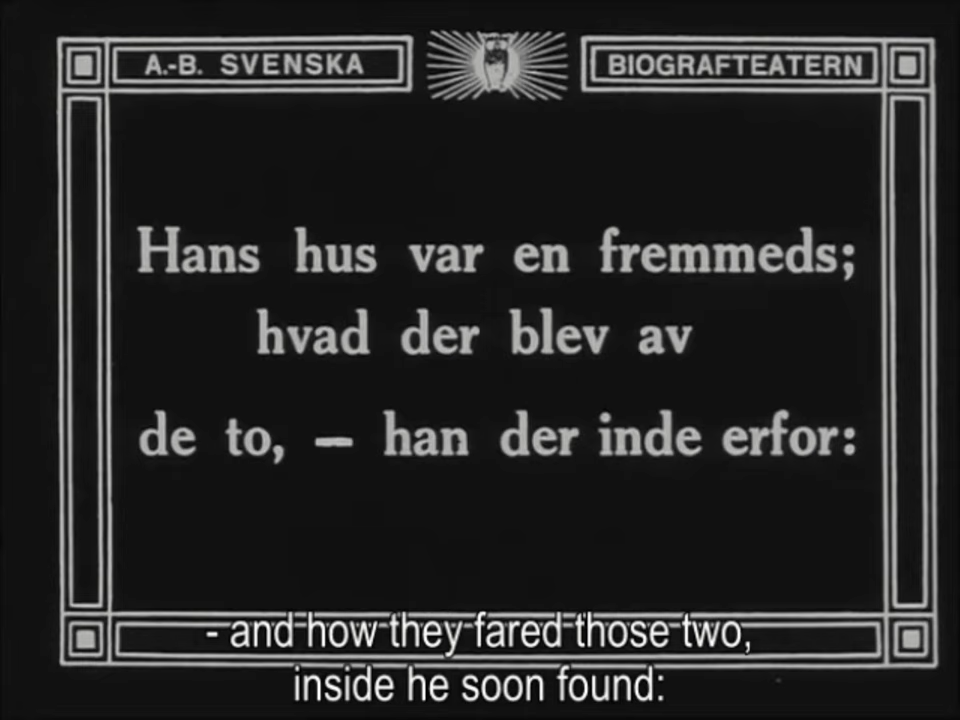 A.-B. SVENSKA BIOGRAFTEATERN
Hans hus var en fremmeds;
hvad der blev av
de to, — han der inde erfor:
- and how they fared those two,
inside he soon found: